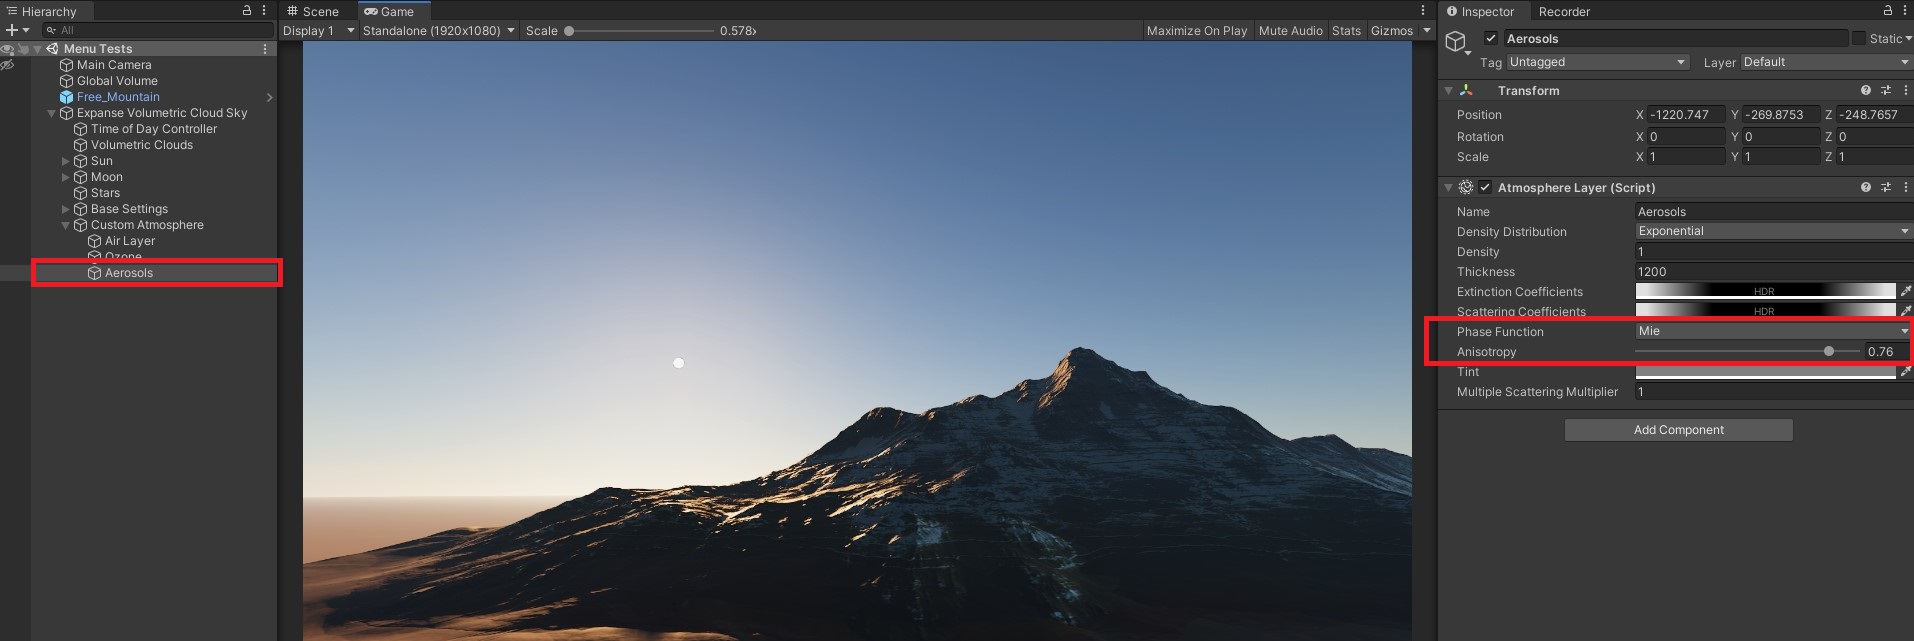 Hierarchy
All
Menu Tests
Main Camera
Global Volume
Free_Mountain
Expanse Volumetric Cloud Sky
Time of Day Controller
Volumetric Clouds
Sun
Moon
Stars
Base Settings
Custom Atmosphere
Air Layer
Ozone
Aerosols
Scene Game
Display 1 Standalone (1920x1080) Scale 0.578x Maximize On Play Mute Audio Stats Gizmos
Inspector Recorder
Aerosols Static
Tag Untagged Layer Default
Transform
Position X -1220.747 Y -269.8753 Z -248.7657
Rotation X 0 Y 0 Z 0
Scale X 1 Y 1 Z 1
Atmosphere Layer (Script)
Name Aerosols
Density Distribution Exponential
Density 1
Thickness 1200
Extinction Coefficients HDR
Scattering Coefficients HDR
Phase Function Mie
Anisotropy 0.76
Tint
Multiple Scattering Multiplier 1
Add Component